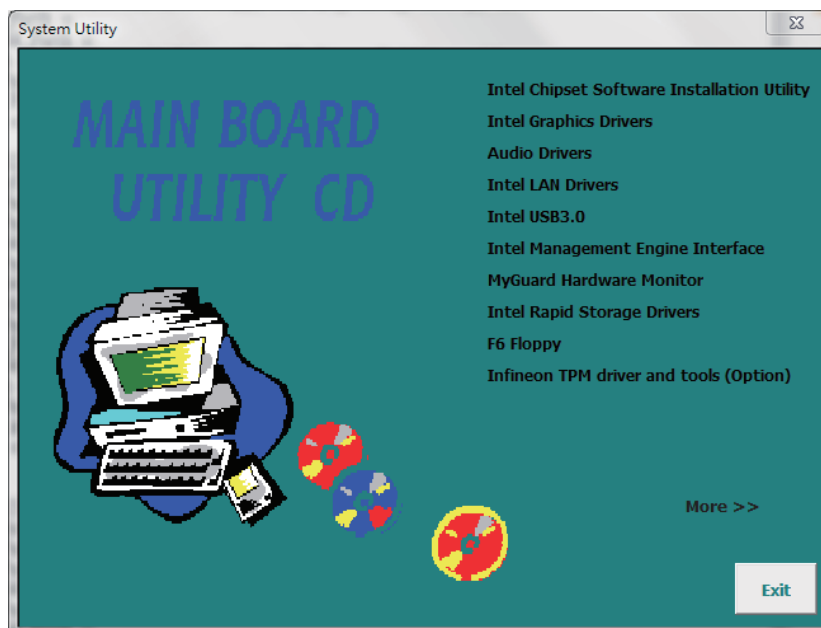 System Utility
MAIN BOARD
UTILITY CD
Intel Chipset Software Installation Utility
Intel Graphics Drivers
Audio Drivers
Intel LAN Drivers
Intel USB3.0
Intel Management Engine Interface
MyGuard Hardware Monitor
Intel Rapid Storage Drivers
F6 Floppy
Infineon TPM driver and tools (Option)
More >>
Exit